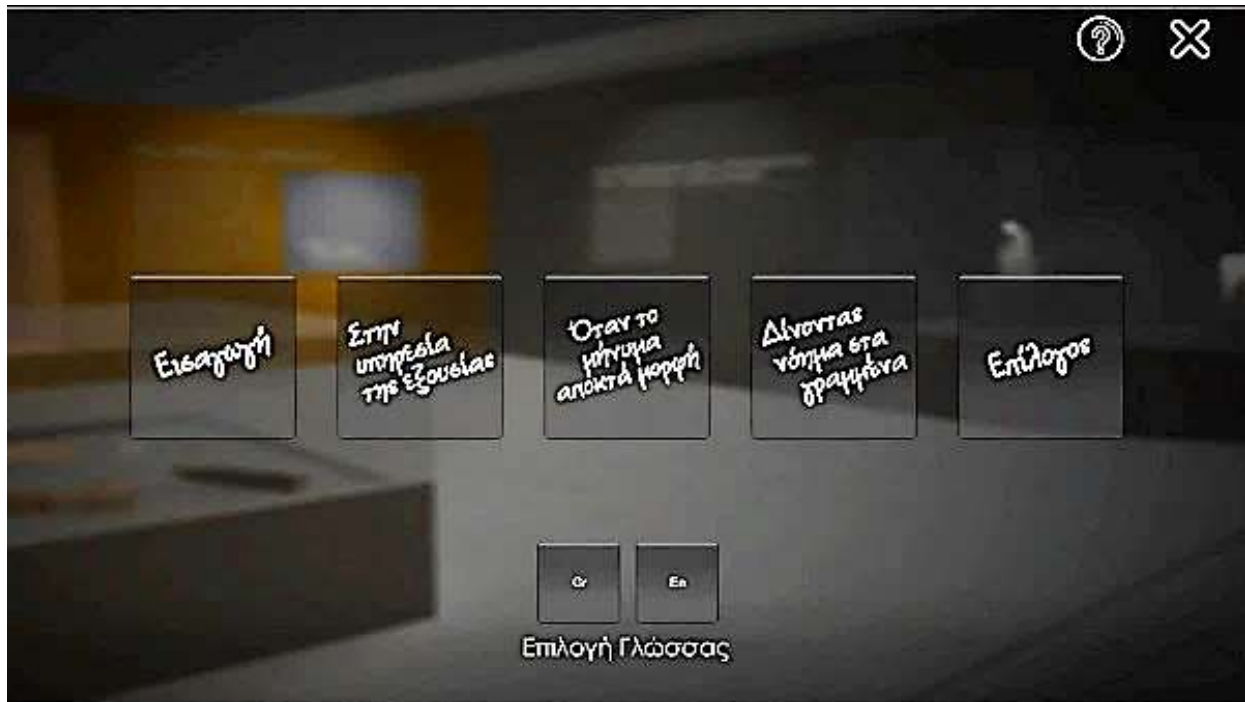 Εισαγωγή
Στην
υπηρεσία
της εξουσίας
Όταν το
μήνυμα
αποκτά μορφή
Δίνοντας
νόημα στα
γραμμένα
Επίλογος
Gr
En
Επιλογή Γλώσσας